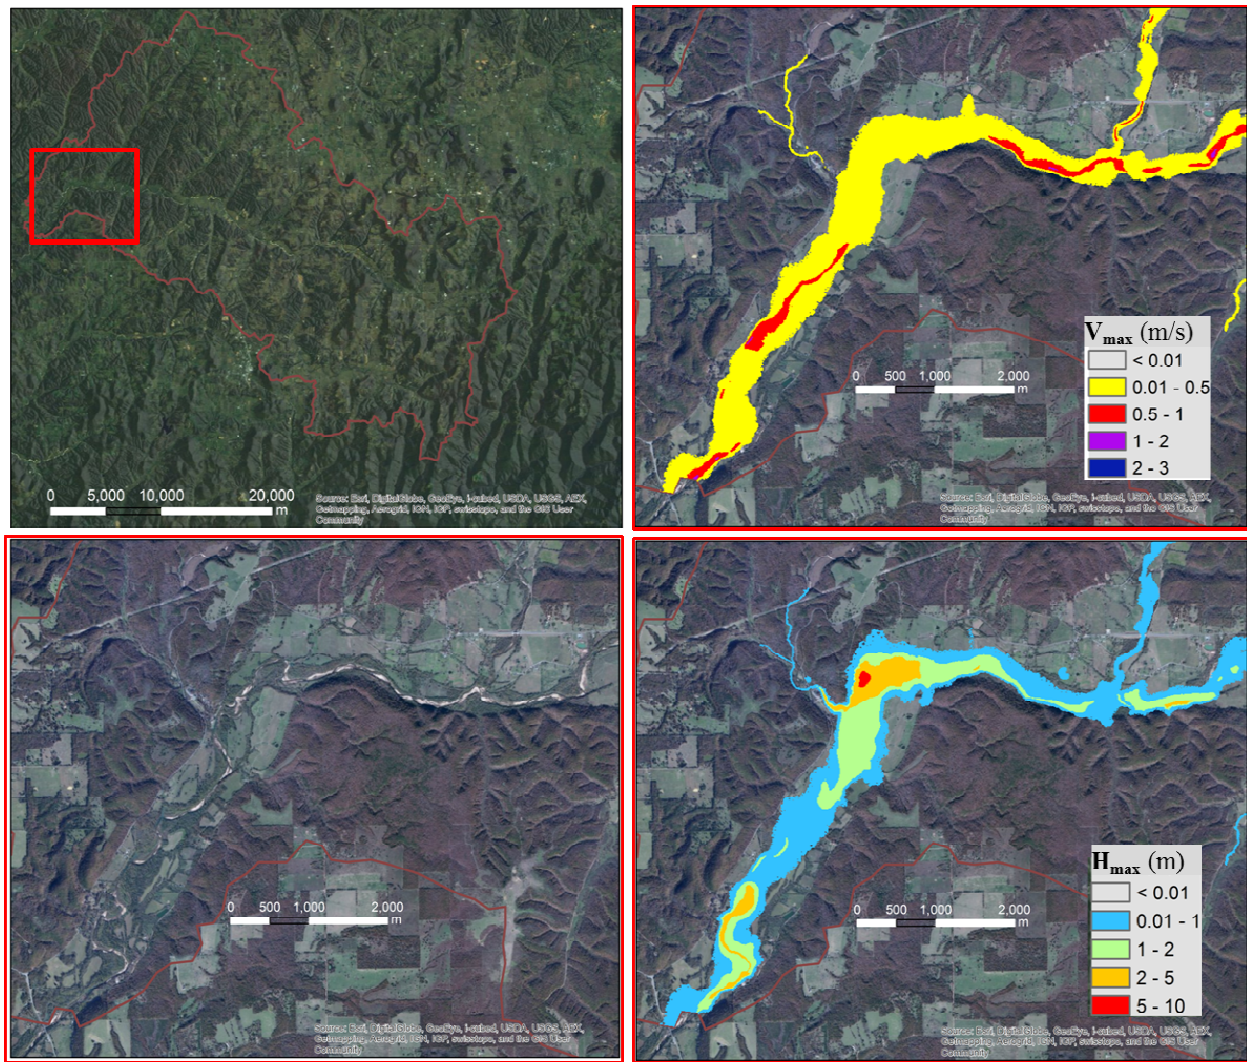 0 5,000 10,000 20,000
m
Source: Esri, DigitalGlobe, GeoEye, i-cubed, USDA, USGS, AEX,
Getmapping, Aerogrid, IGN, IGP, swisstopo, and the GIS User
Community
Vmax (m/s)
< 0.01
0.01 - 0.5
0.5 - 1
1 - 2
2 - 3
0 500 1,000 2,000
m
Source: Esri, DigitalGlobe, GeoEye, i-cubed, USDA, USGS, AEX,
Getmapping, Aerogrid, IGN, IGP, swisstopo, and the GIS User
Community
0 500 1,000 2,000
m
Source: Esri, DigitalGlobe, GeoEye, i-cubed, USDA, USGS, AEX,
Getmapping, Aerogrid, IGN, IGP, swisstopo, and the GIS User
Community
Hmax (m)
< 0.01
0.01 - 1
1 - 2
2 - 5
5 - 10
0 500 1,000 2,000
m
Source: Esri, DigitalGlobe, GeoEye, i-cubed, USDA, USGS, AEX,
Getmapping, Aerogrid, IGN, IGP, swisstopo, and the GIS User
Community